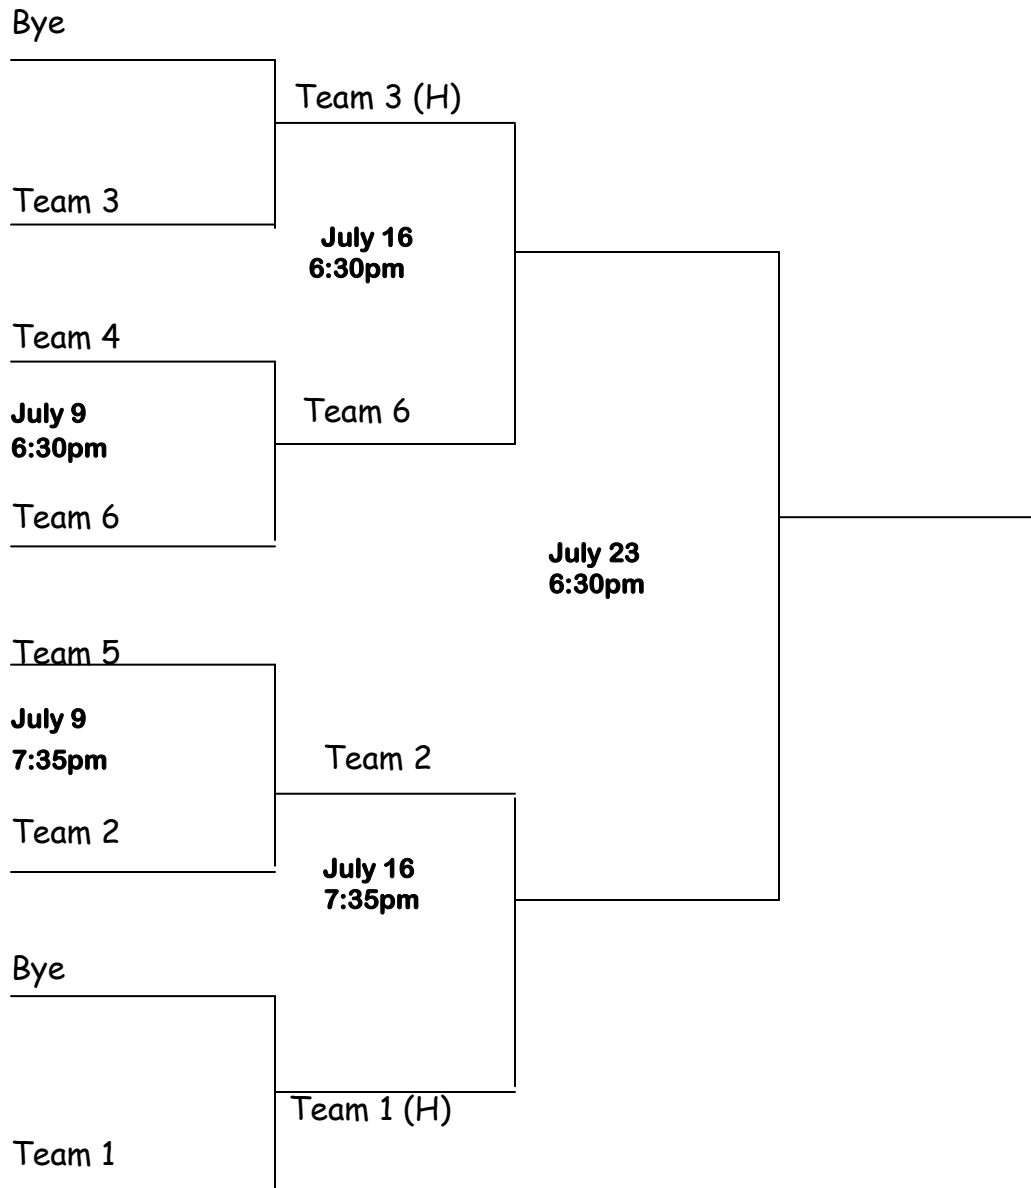 Bye
Team 3 (H)
Team 3
July 16
6:30pm
Team 4
July 9
6:30pm
Team 6
Team 6
July 23
6:30pm
Team 5
July 9
7:35pm
Team 2
Team 2
July 16
7:35pm
Bye
Team 1 (H)
Team 1